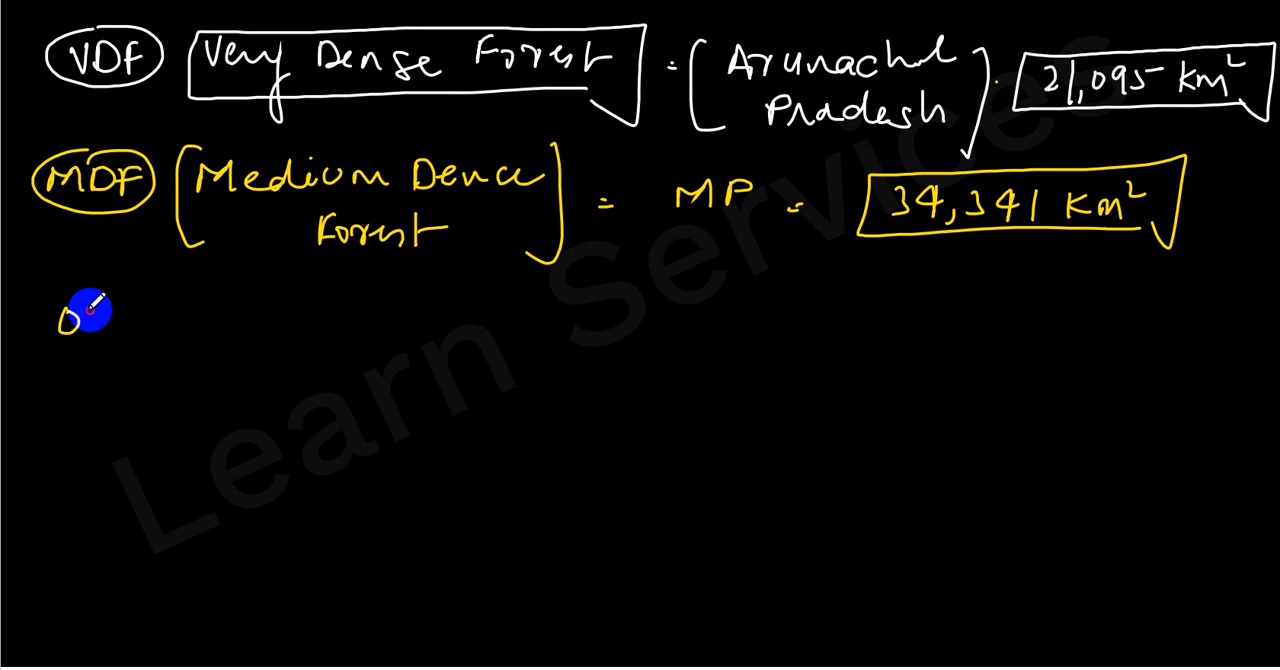 VDF Very Dense Forest = [Arunachal Pradesh]. 21,095 Km²
MDF [Medium Dence Forest] = MP = 34,341 Km²
O
Learn Services